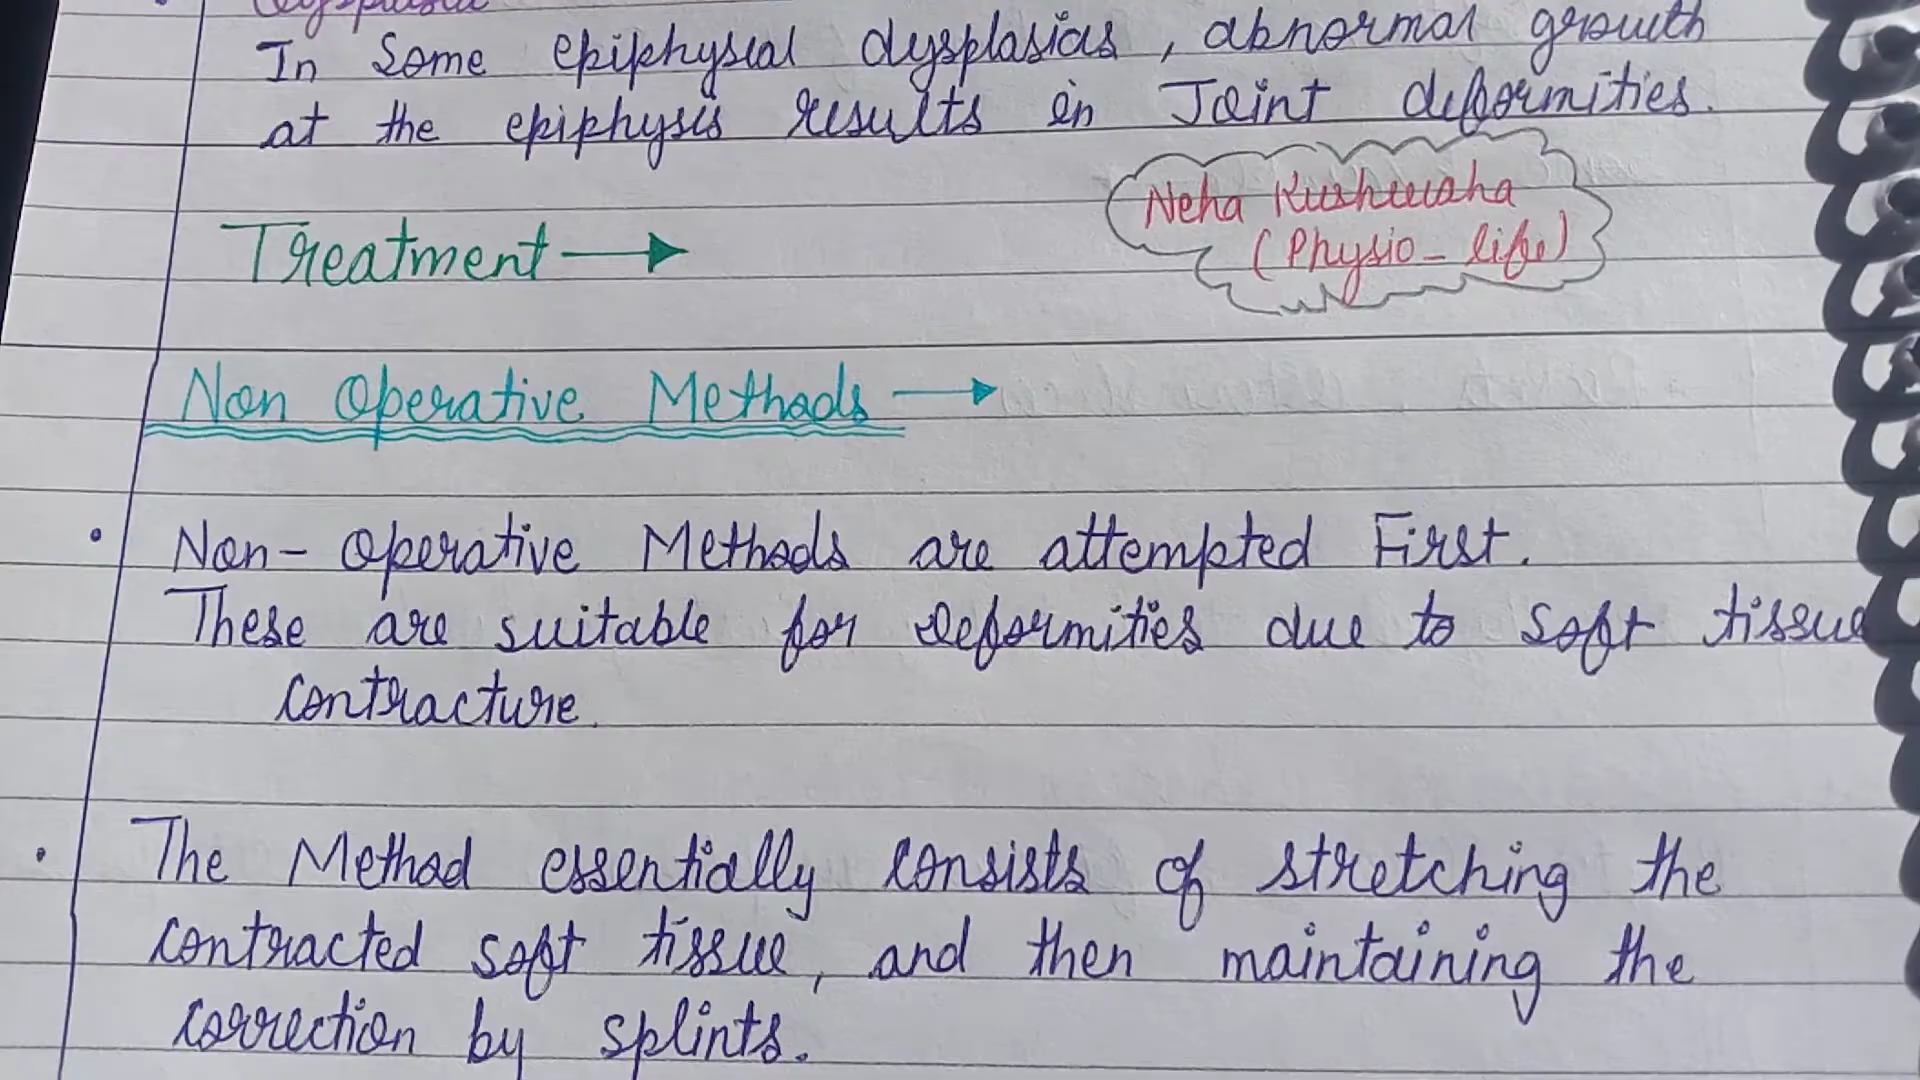 In Some epiphyseal dysplasias, abnormal growth
at the epiphysis results in Joint deformities.
Neha Kushwaha
(Physio-life)
Treatment →
Non Operative Methods →
• Non-Operative Methods are attempted First.
These are suitable for Deformities due to soft tissue
contracture.
• The Method essentially consists of stretching the
contracted soft tissue, and then maintaining the
correction by splints.